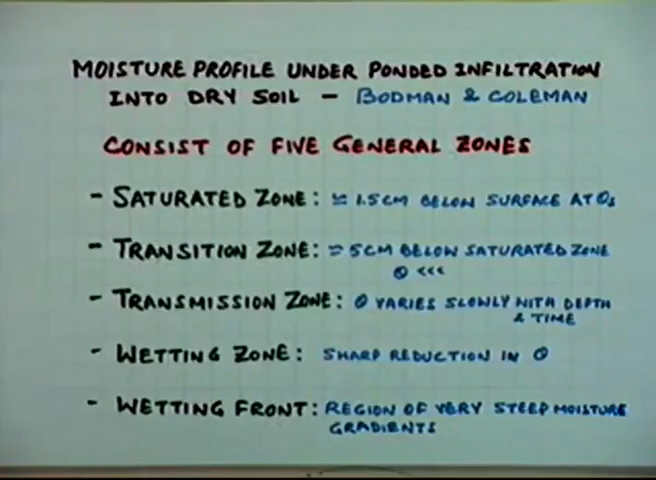 MOISTURE PROFILE UNDER PONDED INFILTRATION
INTO DRY SOIL - BODMAN & COLEMAN
CONSIST OF FIVE GENERAL ZONES
- SATURATED ZONE: ≃ 1.5CM BELOW SURFACE AT θs
- TRANSITION ZONE: ≃ 5CM BELOW SATURATED ZONE
θ <<<
- TRANSMISSION ZONE: θ VARIES SLOWLY WITH DEPTH
& TIME
- WETTING ZONE: SHARP REDUCTION IN θ
- WETTING FRONT: REGION OF VERY STEEP MOISTURE
GRADIENTS